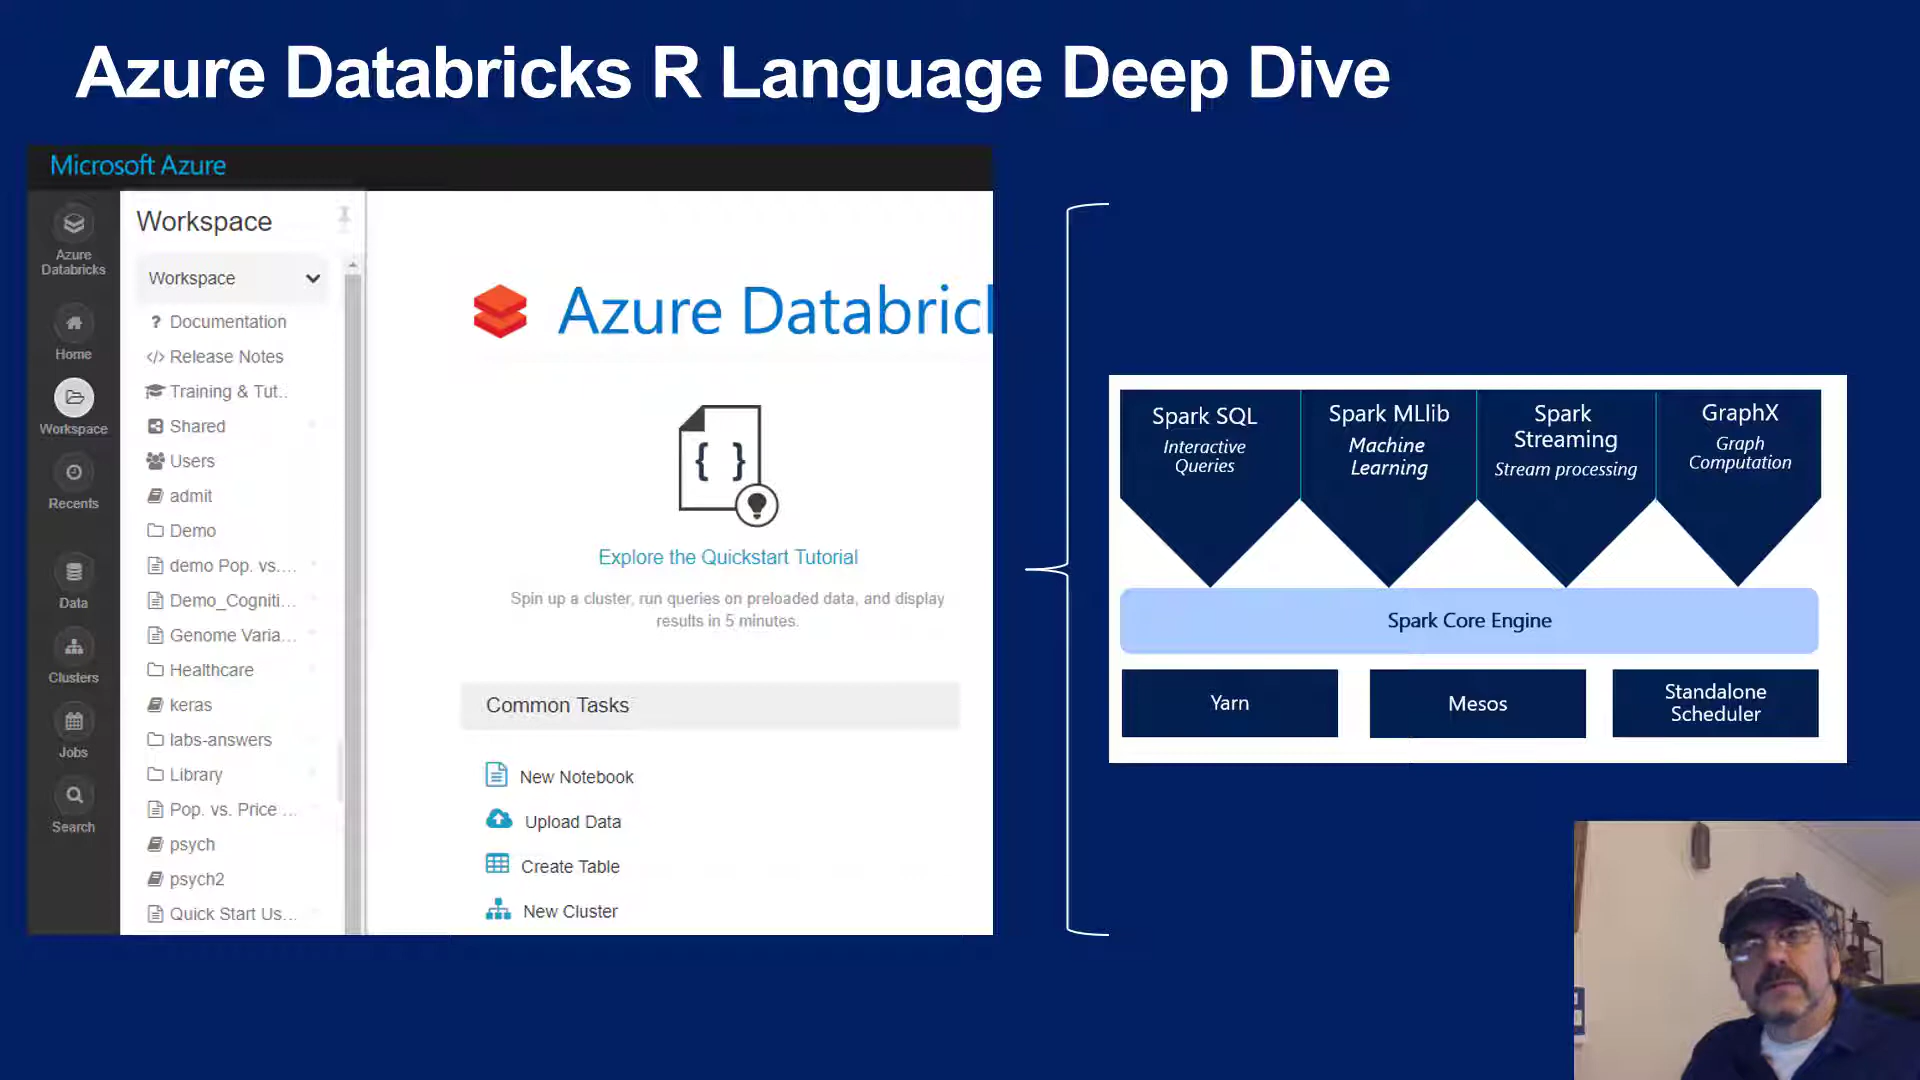 Azure Databricks R Language Deep Dive
Microsoft Azure
Azure
Databricks
Home
Workspace
Recents
Data
Clusters
Jobs
Search
Workspace
Workspace
? Documentation
</> Release Notes
Training & Tut...
Shared
Users
admit
Demo
demo Pop. vs....
Demo_Cogniti...
Genome Varia...
Healthcare
keras
labs-answers
Library
Pop. vs. Price ...
psych
psych2
Quick Start Us...
Azure Databric
{ }
Explore the Quickstart Tutorial
Spin up a cluster, run queries on preloaded data, and display
results in 5 minutes.
Common Tasks
New Notebook
Upload Data
Create Table
New Cluster
Spark SQL
Interactive
Queries
Spark MLlib
Machine
Learning
Spark
Streaming
Stream processing
GraphX
Graph
Computation
Spark Core Engine
Yarn
Mesos
Standalone
Scheduler